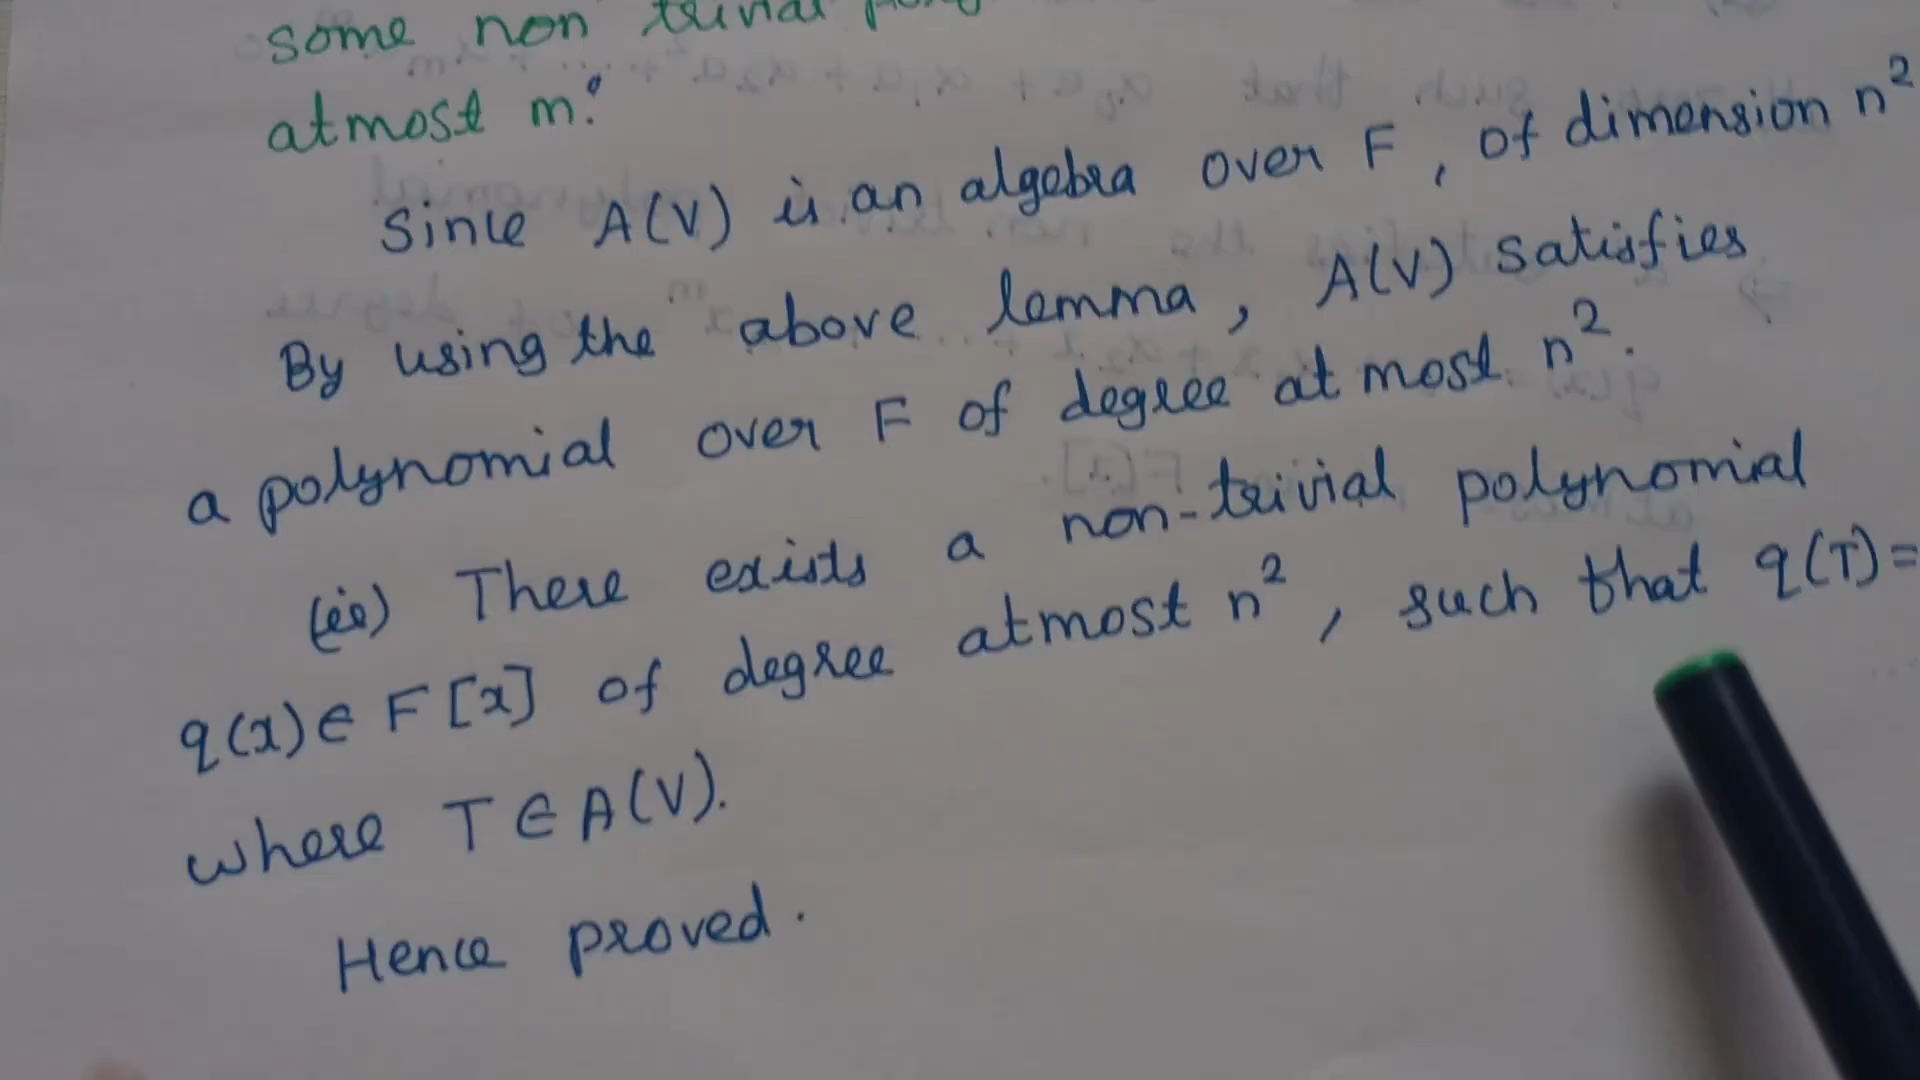 some non trivial
atmost m.
Since A(V) is an algebra over F, of dimension n²
By using the above lemma, A(V) satisfies
a polynomial over F of degree at most n².
(ie) There exists a non-trivial polynomial
q(x) ∈ F[x] of degree atmost n², such that q(T)=
where T ∈ A(V).
Hence proved.